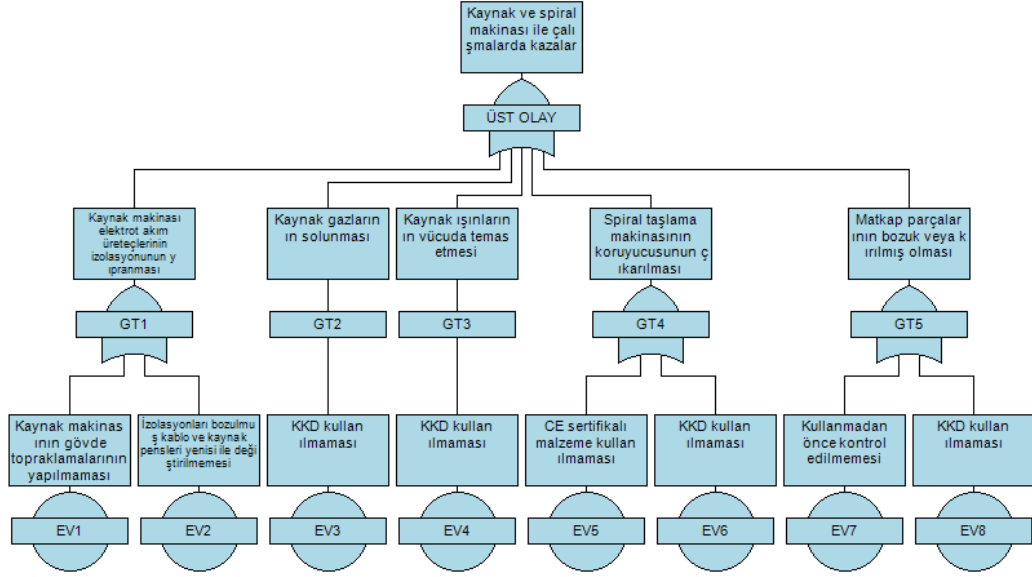 Kaynak ve spiral
makinası ile çalı
şmalarda kazalar
ÜST OLAY
Kaynak makinası
elektrot akım
üreteçlerinin
izolasyonunun y
ıpranması
Kaynak gazların
ın solunması
Kaynak ışınların
ın vücuda temas
etmesi
Spiral taşlama
makinasının
koruyucusunun ç
ıkarılması
Matkap parçalar
ının bozuk veya k
ırılmış olması
GT1
GT2
GT3
GT4
GT5
Kaynak makinas
ının gövde
topraklamalarının
yapılmaması
İzolasyonları bozulmu
ş kablo ve kaynak
pensleri yenisi ile deği
ştirilmemesi
KKD kullan
ılmaması
KKD kullan
ılmaması
CE sertifikalı
malzeme kullan
ılmaması
KKD kullan
ılmaması
Kullanmadan
önce kontrol
edilmemesi
KKD kullan
ılmaması
EV1
EV2
EV3
EV4
EV5
EV6
EV7
EV8